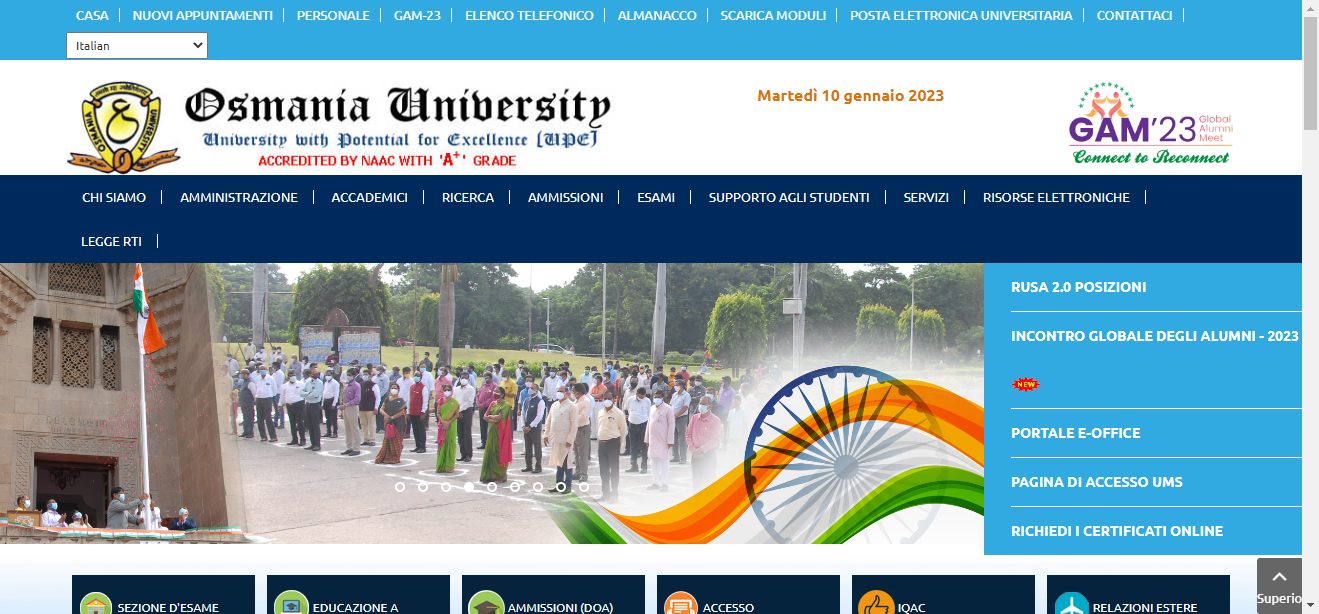 CASA NUOVI APPUNTAMENTI PERSONALE GAM-23 ELENCO TELEFONICO ALMANACCO SCARICA MODULI POSTA ELETTRONICA UNIVERSITARIA CONTATTACI
Italian
Osmania University
University with Potential for Excellence [UPE]
ACCREDITED BY NAAC WITH 'A+' GRADE
OSMANIA UNIVERSITY
Martedì 10 gennaio 2023
GAM'23 Global Alumni Meet
Connect to Reconnect
CHI SIAMO AMMINISTRAZIONE ACCADEMICI RICERCA AMMISSIONI ESAMI SUPPORTO AGLI STUDENTI SERVIZI RISORSE ELETTRONICHE
LEGGE RTI
RUSA 2.0 POSIZIONI
INCONTRO GLOBALE DEGLI ALUMNI - 2023
NEW
PORTALE E-OFFICE
PAGINA DI ACCESSO UMS
RICHIEDI I CERTIFICATI ONLINE
Superio
SEZIONE D'ESAME EDUCAZIONE A AMMISSIONI (DOA) ACCESSO IQAC RELAZIONI ESTERE